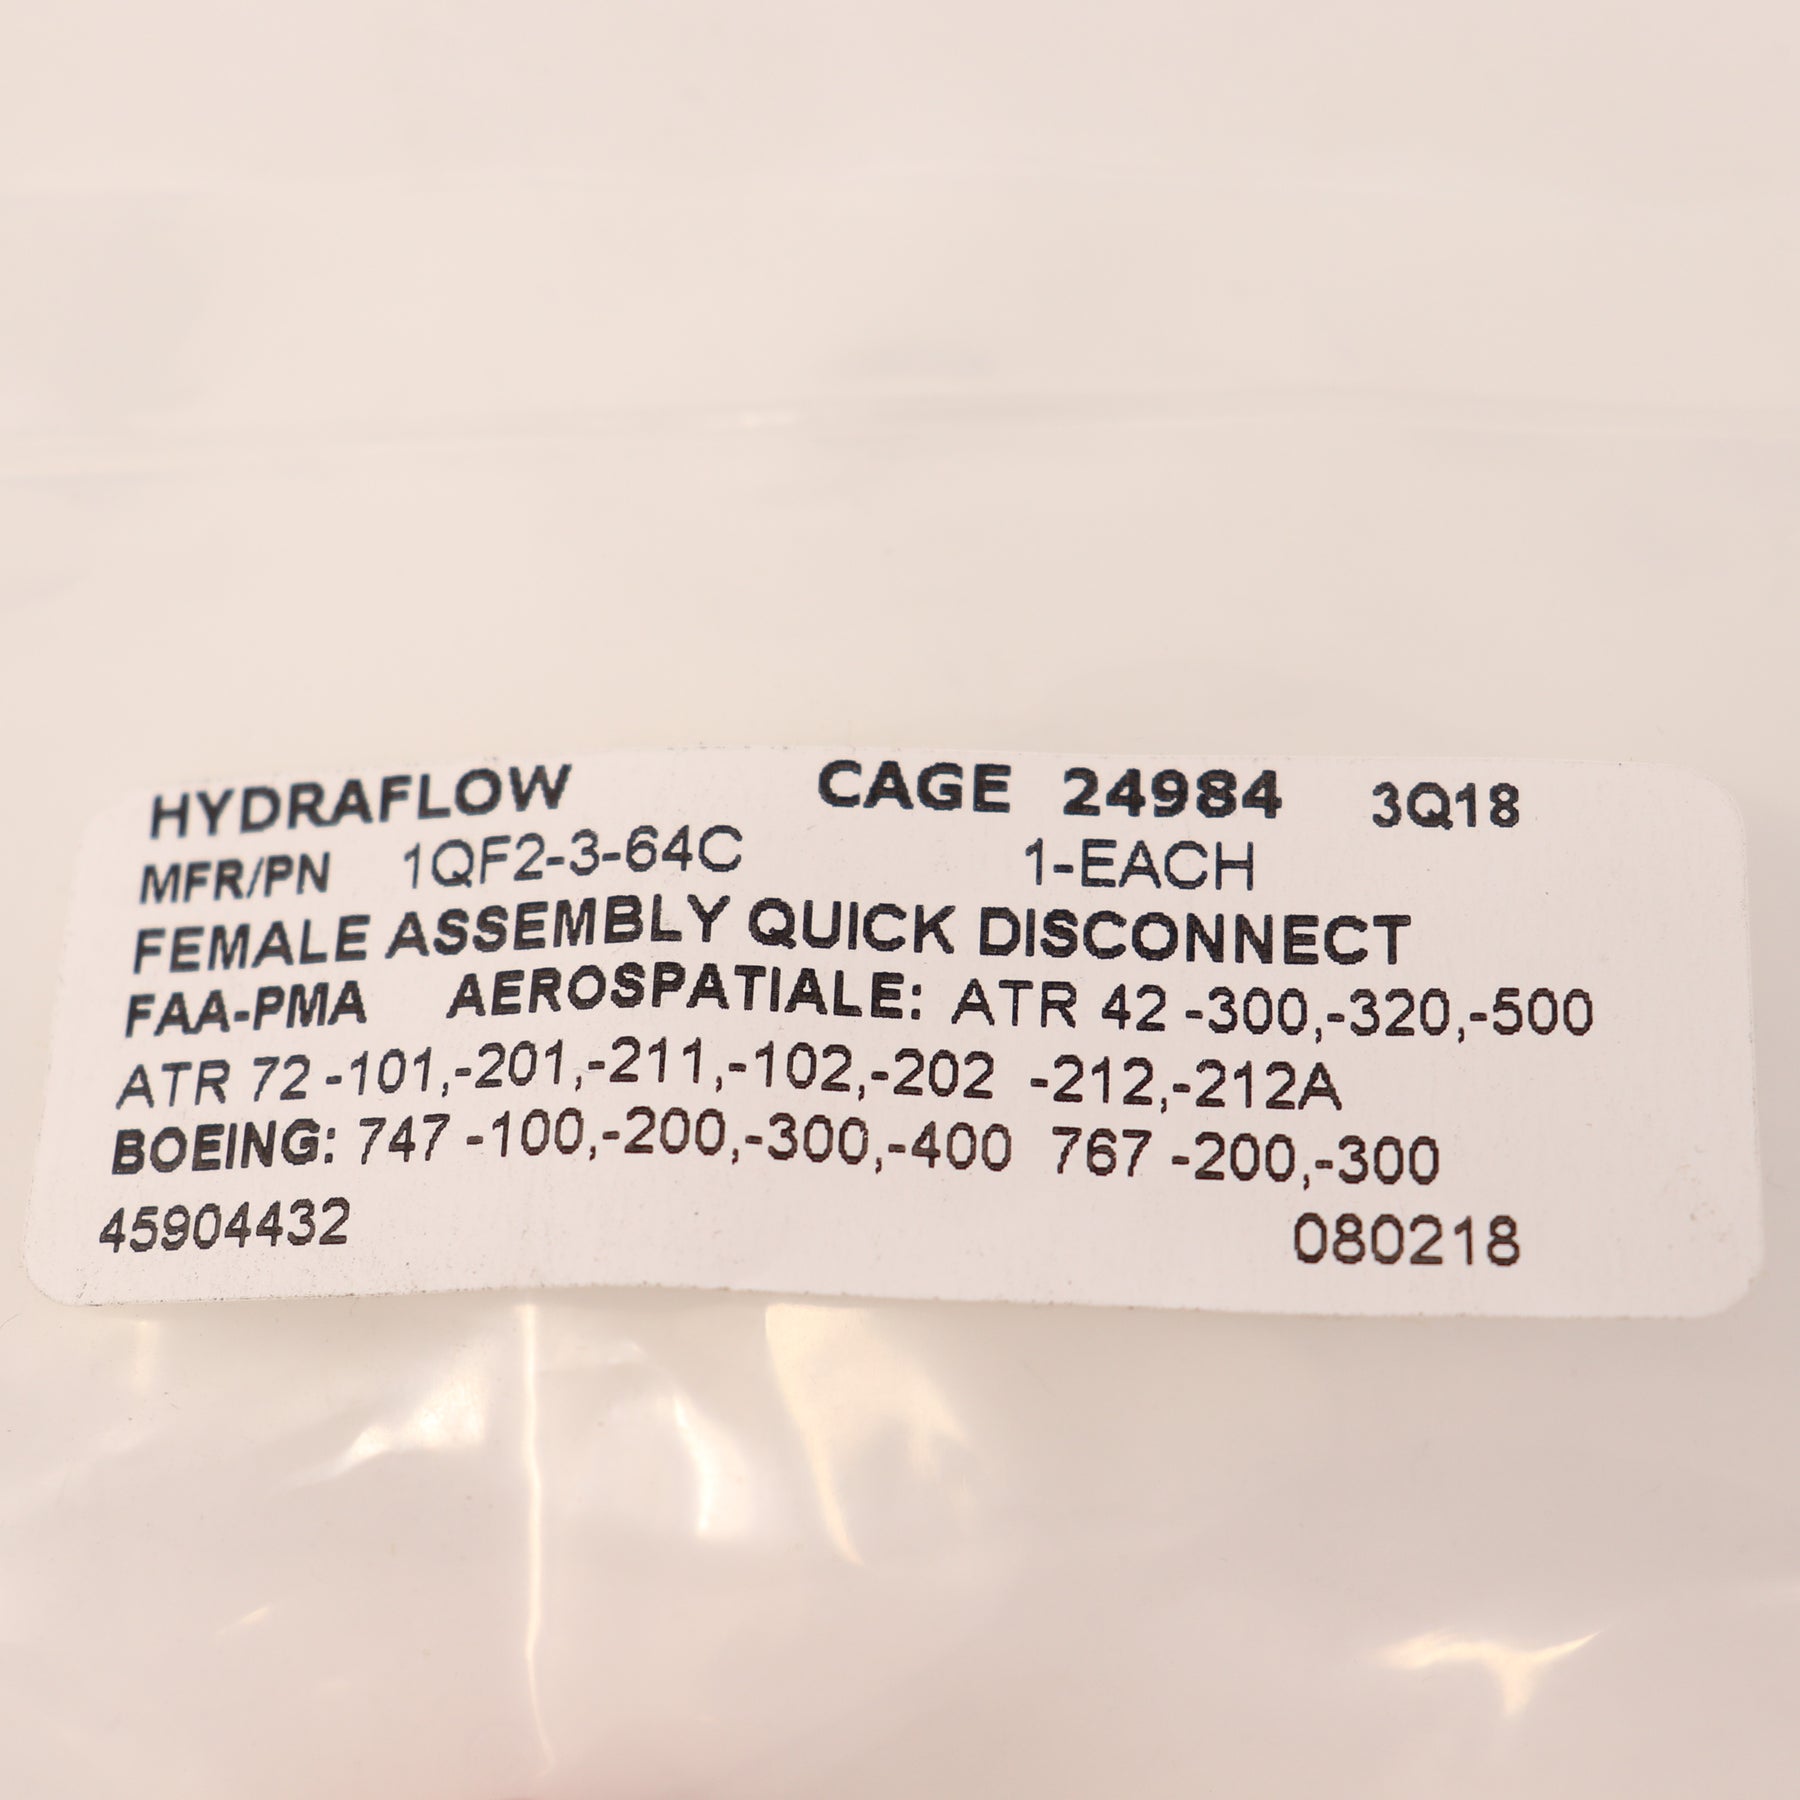 HYDRAFLOW CAGE 24984 3Q18
MFR/PN 1QF2-3-64C 1-EACH
FEMALE ASSEMBLY QUICK DISCONNECT
FAA-PMA AEROSPATIALE: ATR 42 -300,-320,-500
ATR 72 -101,-201,-211,-102,-202 -212,-212A
BOEING: 747 -100,-200,-300,-400 767 -200,-300
45904432 080218